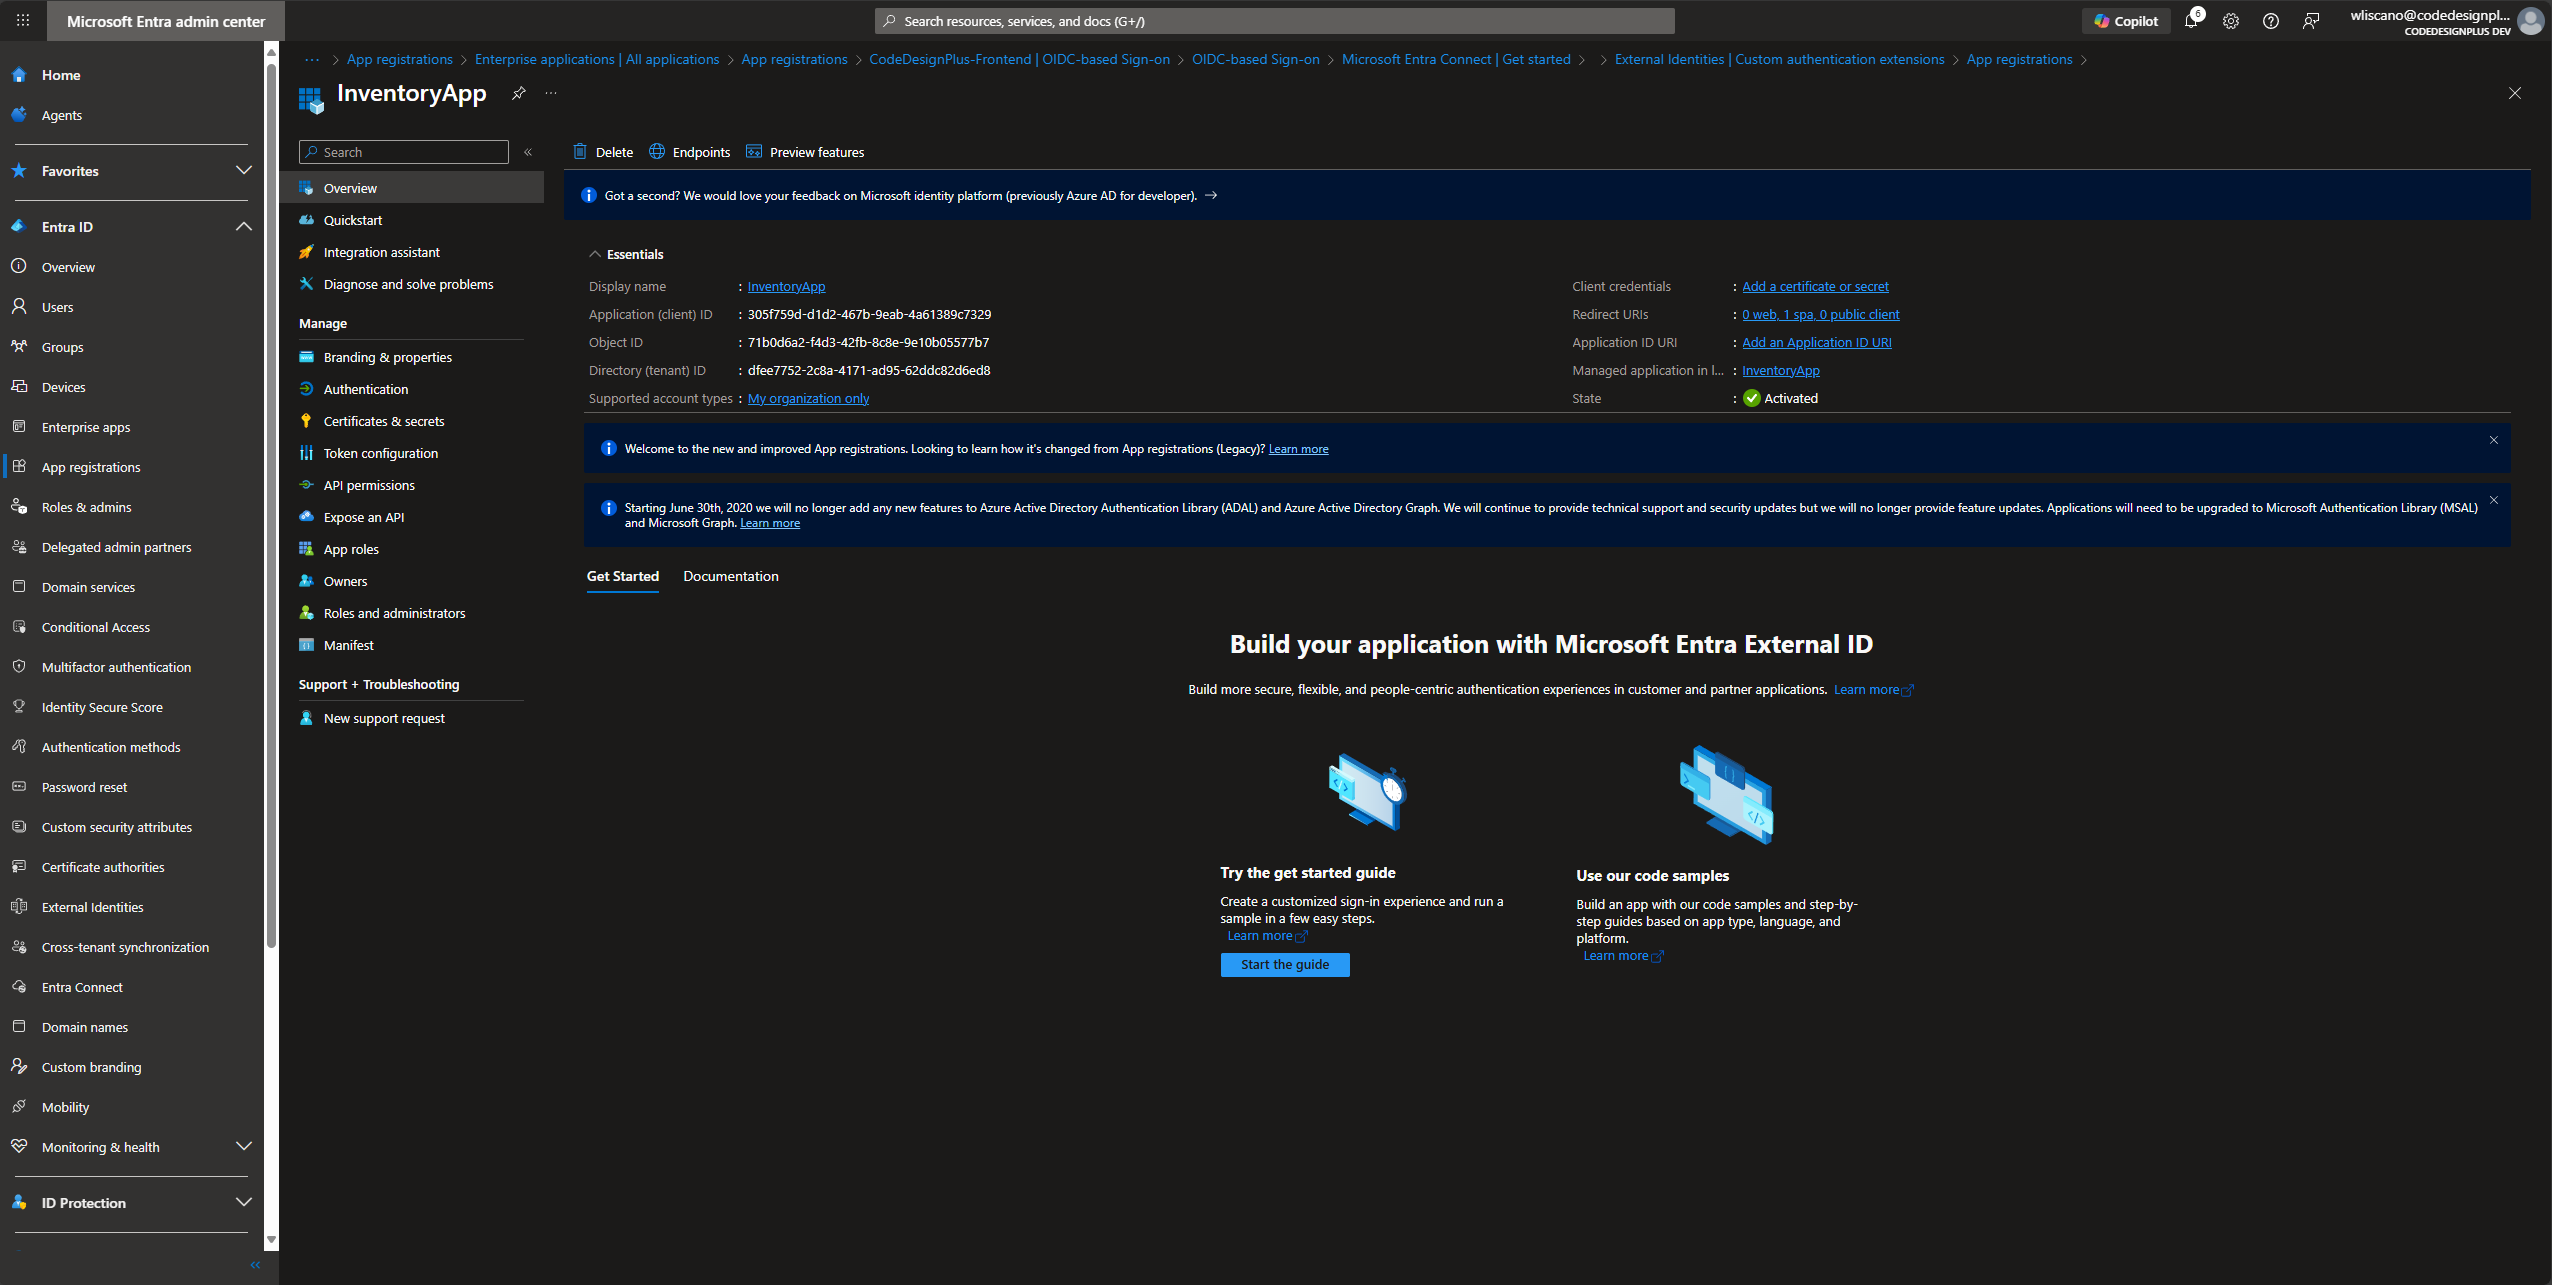 Microsoft Entra admin center
Search resources, services, and docs (G+/)
Copilot
6
wliscano@codedesignpl...
CODEDESIGNPLUS DEV
Home
Agents
Favorites
Entra ID
Overview
Users
Groups
Devices
Enterprise apps
App registrations
Roles & admins
Delegated admin partners
Domain services
Conditional Access
Multifactor authentication
Identity Secure Score
Authentication methods
Password reset
Custom security attributes
Certificate authorities
External Identities
Cross-tenant synchronization
Entra Connect
Domain names
Custom branding
Mobility
Monitoring & health
ID Protection
... > App registrations > Enterprise applications | All applications > App registrations > CodeDesignPlus-Frontend | OIDC-based Sign-on > OIDC-based Sign-on > Microsoft Entra Connect | Get started > > External Identities | Custom authentication extensions > App registrations >
InventoryApp
Search
Overview
Quickstart
Integration assistant
Diagnose and solve problems
Manage
Branding & properties
Authentication
Certificates & secrets
Token configuration
API permissions
Expose an API
App roles
Owners
Roles and administrators
Manifest
Support + Troubleshooting
New support request
Delete Endpoints Preview features
Got a second? We would love your feedback on Microsoft identity platform (previously Azure AD for developer). →
Essentials
Display name : InventoryApp
Application (client) ID : 305f759d-d1d2-467b-9eab-4a61389c7329
Object ID : 71b0d6a2-f4d3-42fb-8c8e-9e10b05577b7
Directory (tenant) ID : dfee7752-2c8a-4171-ad95-62ddc82d6ed8
Supported account types : My organization only
Client credentials : Add a certificate or secret
Redirect URIs : 0 web, 1 spa, 0 public client
Application ID URI : Add an Application ID URI
Managed application in l... : InventoryApp
State : Activated
Welcome to the new and improved App registrations. Looking to learn how it's changed from App registrations (Legacy)? Learn more
Starting June 30th, 2020 we will no longer add any new features to Azure Active Directory Authentication Library (ADAL) and Azure Active Directory Graph. We will continue to provide technical support and security updates but we will no longer provide feature updates. Applications will need to be upgraded to Microsoft Authentication Library (MSAL)
and Microsoft Graph. Learn more
Get Started Documentation
Build your application with Microsoft Entra External ID
Build more secure, flexible, and people-centric authentication experiences in customer and partner applications. Learn more
Try the get started guide
Create a customized sign-in experience and run a
sample in a few easy steps.
Learn more
Start the guide
Use our code samples
Build an app with our code samples and step-by-
step guides based on app type, language, and
platform.
Learn more